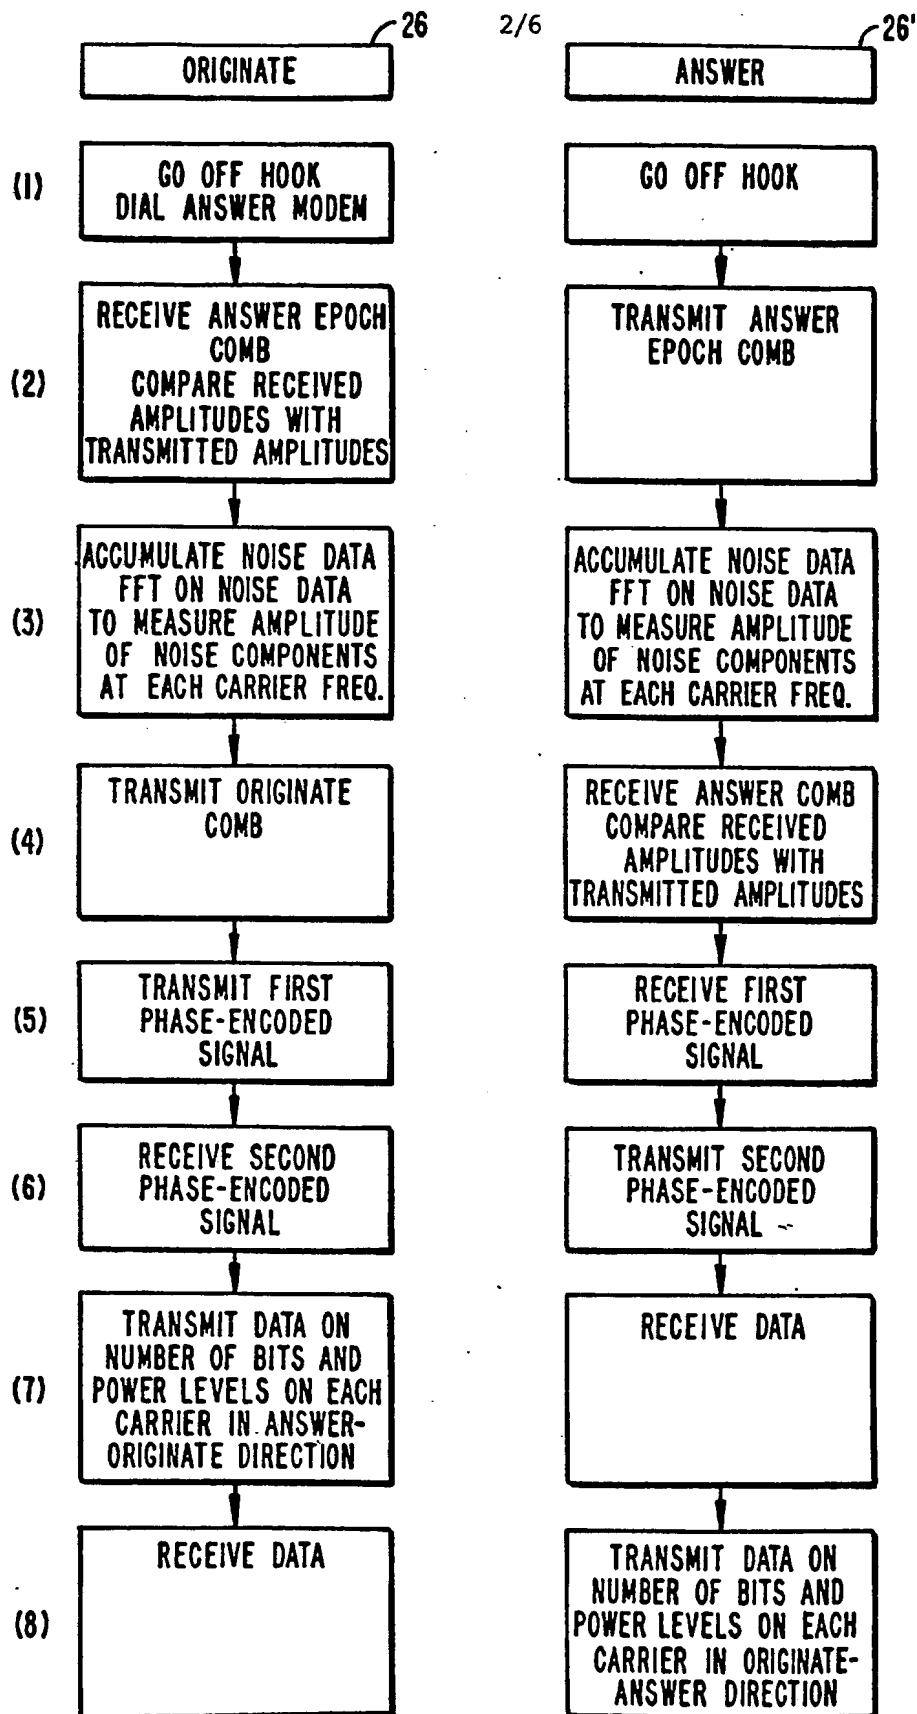 26
2/6
26'
ORIGINATE
ANSWER
(1)
GO OFF HOOK
DIAL ANSWER MODEM
GO OFF HOOK
(2)
RECEIVE ANSWER EPOCH
COMB
COMPARE RECEIVED
AMPLITUDES WITH
TRANSMITTED AMPLITUDES
TRANSMIT ANSWER
EPOCH COMB
(3)
ACCUMULATE NOISE DATA
FFT ON NOISE DATA
TO MEASURE AMPLITUDE
OF NOISE COMPONENTS
AT EACH CARRIER FREQ.
ACCUMULATE NOISE DATA
FFT ON NOISE DATA
TO MEASURE AMPLITUDE
OF NOISE COMPONENTS
AT EACH CARRIER FREQ.
(4)
TRANSMIT ORIGINATE
COMB
RECEIVE ANSWER COMB
COMPARE RECEIVED
AMPLITUDES WITH
TRANSMITTED AMPLITUDES
(5)
TRANSMIT FIRST
PHASE-ENCODED
SIGNAL
RECEIVE FIRST
PHASE-ENCODED
SIGNAL
(6)
RECEIVE SECOND
PHASE-ENCODED
SIGNAL
TRANSMIT SECOND
PHASE-ENCODED
SIGNAL
(7)
TRANSMIT DATA ON
NUMBER OF BITS AND
POWER LEVELS ON EACH
CARRIER IN ANSWER-
ORIGINATE DIRECTION
RECEIVE DATA
(8)
RECEIVE DATA
TRANSMIT DATA ON
NUMBER OF BITS AND
POWER LEVELS ON EACH
CARRIER IN ORIGINATE-
ANSWER DIRECTION